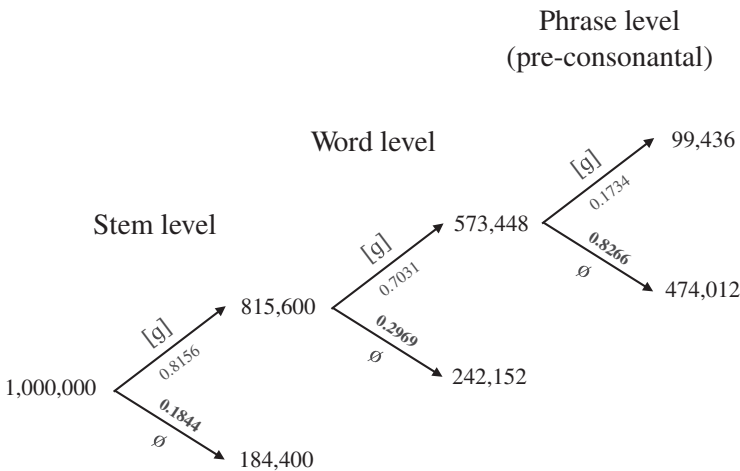 Phrase level
(pre-consonantal)
99,436
[g]
0.1734
Word level
573,448
0.8266
Ø
474,012
[g]
0.7031
Stem level
815,600
0.2969
Ø
242,152
[g]
0.8156
1,000,000
0.1844
Ø
184,400